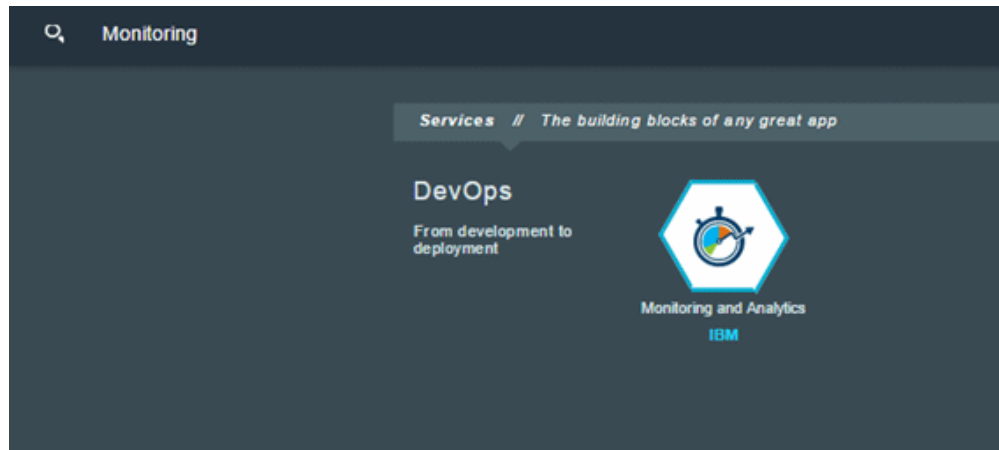 Monitoring
Services // The building blocks of any great app
DevOps
From development to
deployment
Monitoring and Analytics
IBM